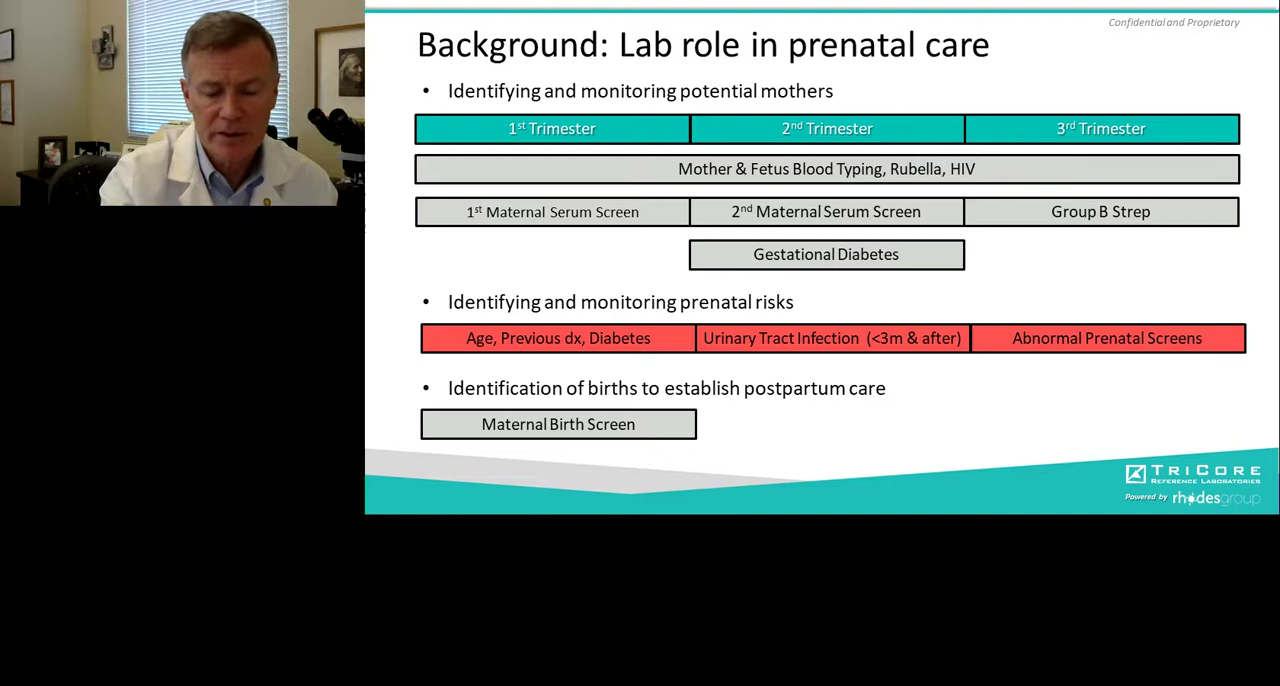 Confidential and Proprietary
Background: Lab role in prenatal care
• Identifying and monitoring potential mothers
1st Trimester
2nd Trimester
3rd Trimester
Mother & Fetus Blood Typing, Rubella, HIV
1st Maternal Serum Screen
2nd Maternal Serum Screen
Group B Strep
Gestational Diabetes
• Identifying and monitoring prenatal risks
Age, Previous dx, Diabetes
Urinary Tract Infection (<3m & after)
Abnormal Prenatal Screens
• Identification of births to establish postpartum care
Maternal Birth Screen
TRICORE
REFERENCE LABORATORIES
Powered by rhodesgroup